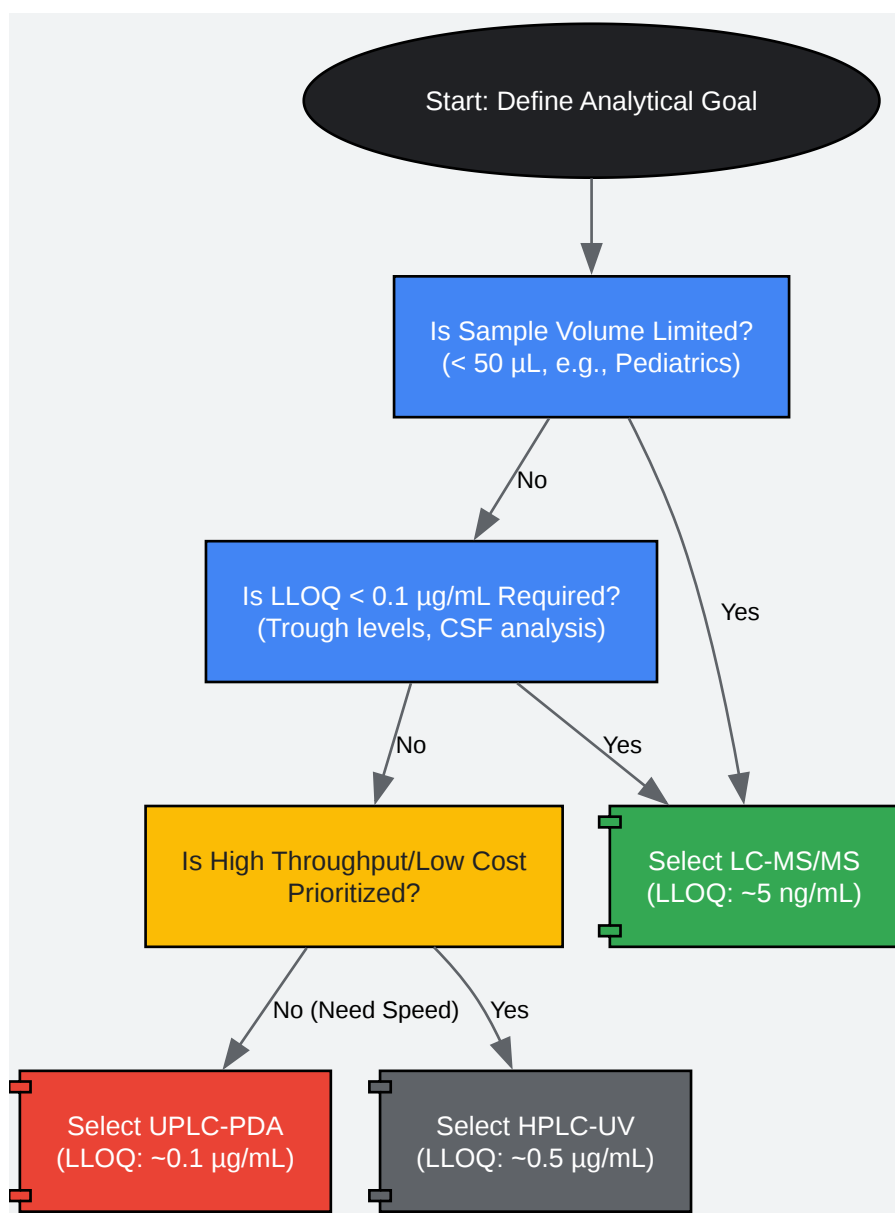 Start: Define Analytical Goal
Is Sample Volume Limited?
(< 50 µL, e.g., Pediatrics)
No
Yes
Is LLOQ < 0.1 µg/mL Required?
(Trough levels, CSF analysis)
No
Yes
Is High Throughput/Low Cost
Prioritized?
Select LC-MS/MS
(LLOQ: ~5 ng/mL)
No (Need Speed)
Yes
Select UPLC-PDA
(LLOQ: ~0.1 µg/mL)
Select HPLC-UV
(LLOQ: ~0.5 µg/mL)